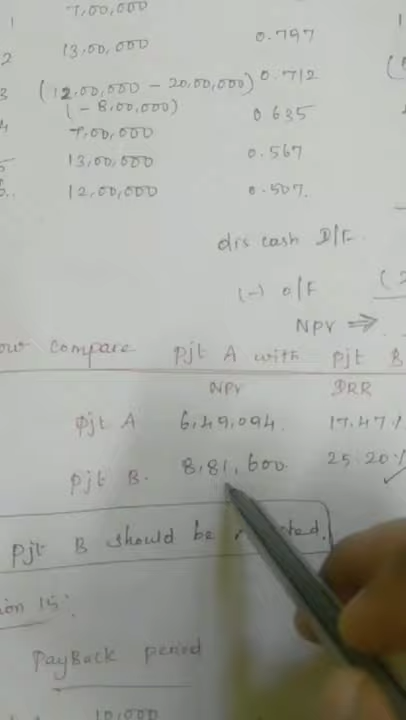 1 7,00,000
2 13,00,000 0.797
3 (12,00,000 - 20,00,000) 0.712
(- 8,00,000)
4 7,00,000 0.635
5 13,00,000 0.567
6. 12,00,000 0.507.
dis cash I/F.
(-) o/F
NPV ⇒
compare Pjt A with Pjt B
NPV DRR
Pjt A 6,49,094. 17.47%
Pjt B. 8,81,600. 25.20% ✓
Pjt B should be
15:
PayBack period
10,000